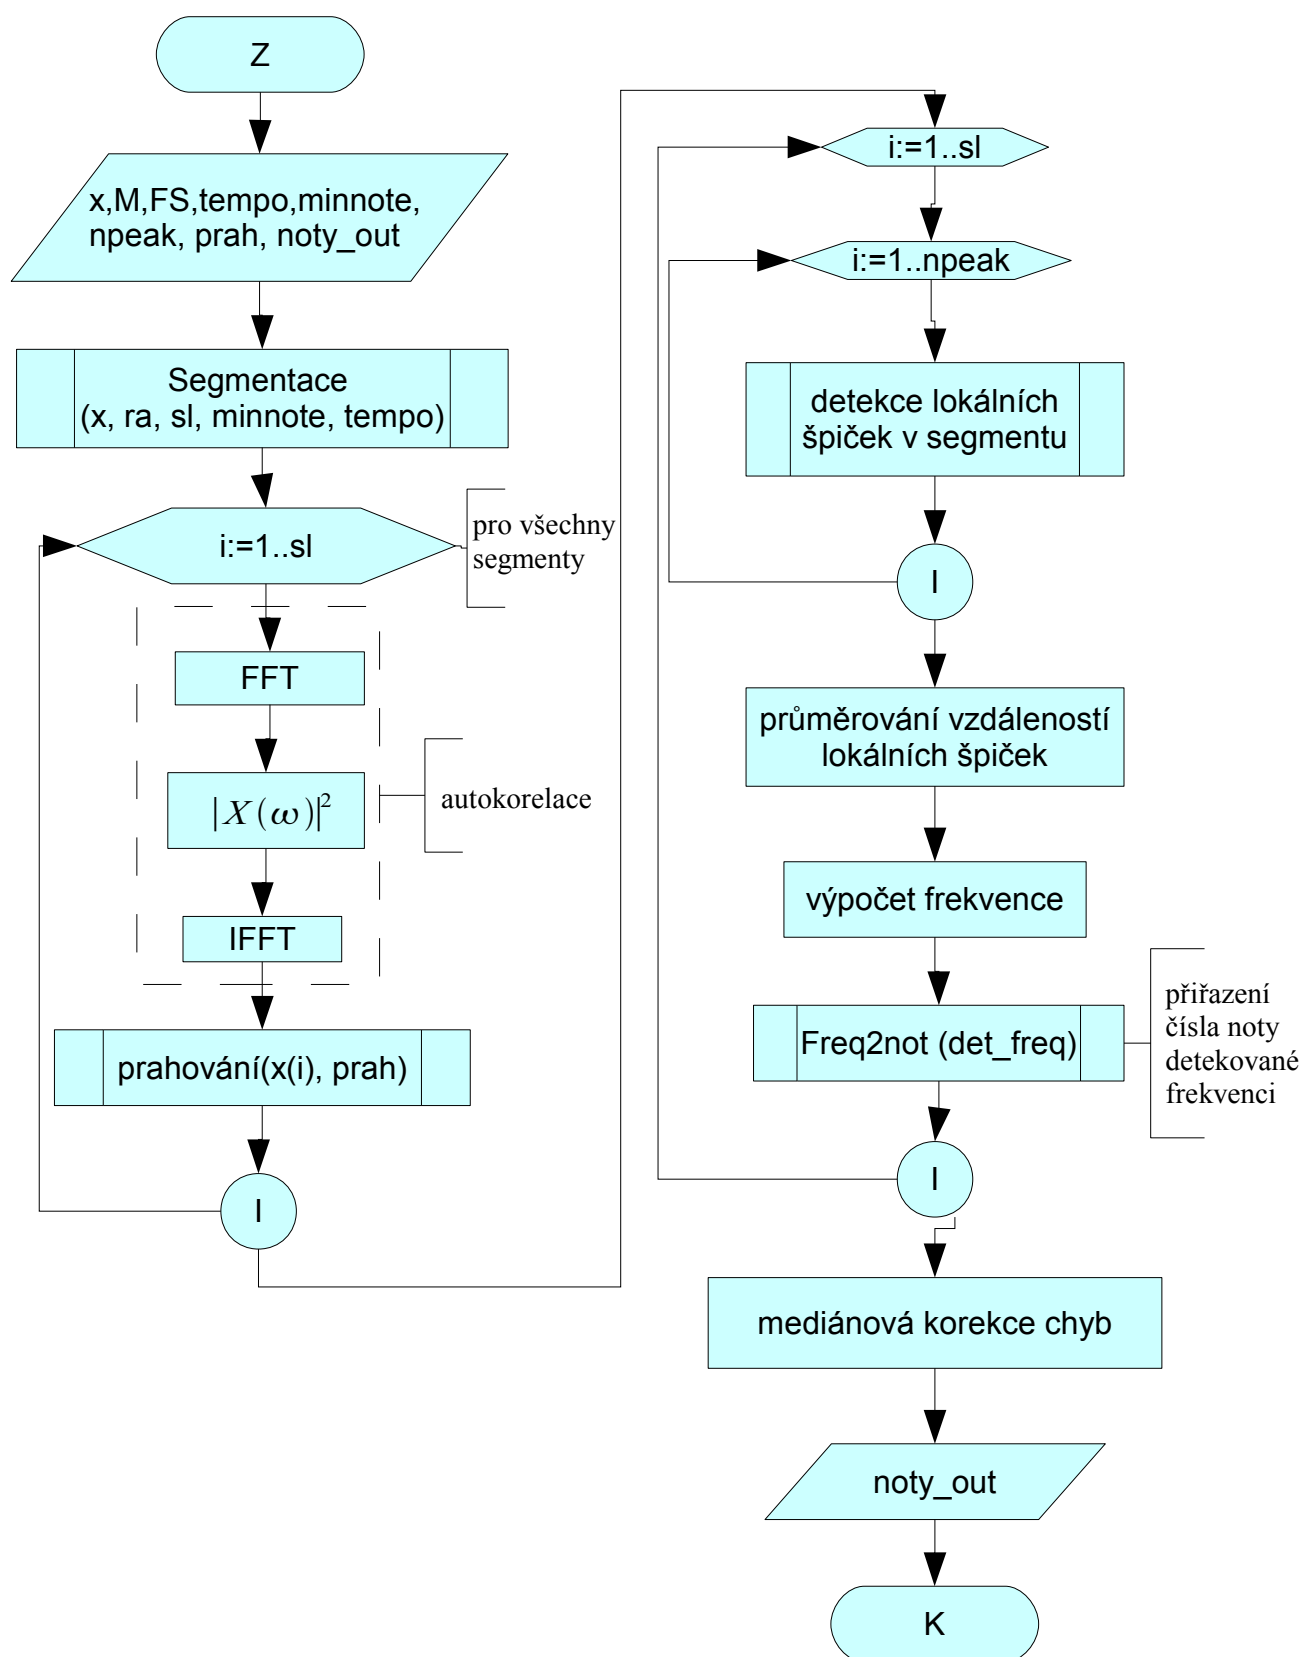 Z
x,M,FS,tempo,minnote,
npeak, prah, noty_out
Segmentace
(x, ra, sl, minnote, tempo)
i:=1..sl
pro všechny
segmenty
FFT
|X(ω)|²
autokorelace
IFFT
prahování(x(i), prah)
I
i:=1..sl
i:=1..npeak
detekce lokálních
špiček v segmentu
I
průměrování vzdáleností
lokálních špiček
výpočet frekvence
Freq2not (det_freq)
přiřazení
čísla noty
detekované
frekvenci
I
mediánová korekce chyb
noty_out
K